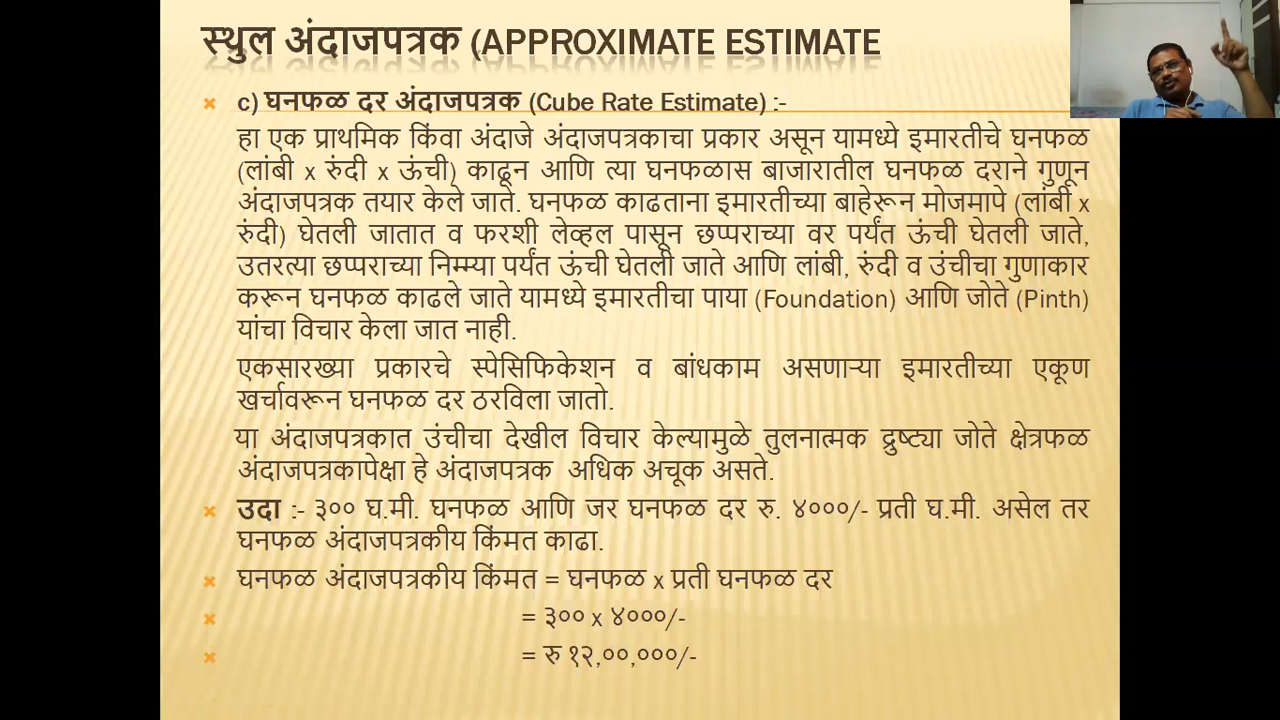 स्थुल अंदाजपत्रक (APPROXIMATE ESTIMATE
c) घनफळ दर अंदाजपत्रक (Cube Rate Estimate) :-
हा एक प्राथमिक किंवा अंदाजे अंदाजपत्रकाचा प्रकार असून यामध्ये इमारतीचे घनफळ
(लांबी x रुंदी x ऊंची) काढून आणि त्या घनफळास बाजारातील घनफळ दराने गुणून
अंदाजपत्रक तयार केले जाते. घनफळ काढताना इमारतीच्या बाहेरून मोजमापे (लांबी x
रुंदी) घेतली जातात व फरशी लेव्हल पासून छप्पराच्या वर पर्यंत ऊंची घेतली जाते,
उतरत्या छप्पराच्या निम्म्या पर्यंत ऊंची घेतली जाते आणि लांबी, रुंदी व उंचीचा गुणाकार
करून घनफळ काढले जाते यामध्ये इमारतीचा पाया (Foundation) आणि जोते (Pinth)
यांचा विचार केला जात नाही.
एकसारख्या प्रकारचे स्पेसिफिकेशन व बांधकाम असणाऱ्या इमारतीच्या एकूण
खर्चावरून घनफळ दर ठरविला जातो.
या अंदाजपत्रकात उंचीचा देखील विचार केल्यामुळे तुलनात्मक द्रुष्ट्या जोते क्षेत्रफळ
अंदाजपत्रकापेक्षा हे अंदाजपत्रक अधिक अचूक असते.
उदा :- ३०० घ.मी. घनफळ आणि जर घनफळ दर रु. ४०००/- प्रती घ.मी. असेल तर
घनफळ अंदाजपत्रकीय किंमत काढा.
घनफळ अंदाजपत्रकीय किंमत = घनफळ x प्रती घनफळ दर
= ३०० x ४०००/-
= रु १२,००,०००/-